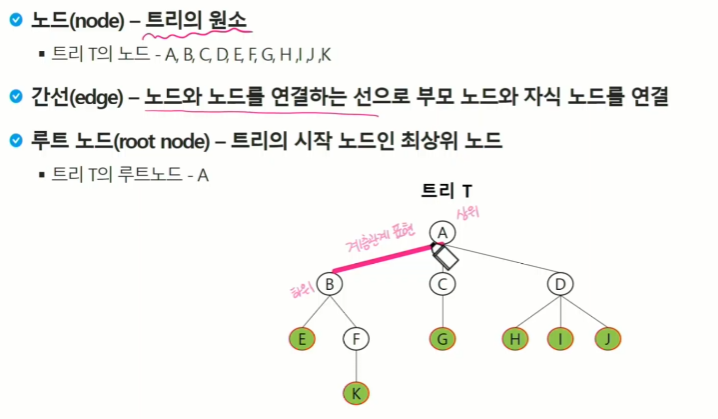 노드(node) – 트리의 원소
▪ 트리 T의 노드 - A, B, C, D, E, F, G, H ,I ,J ,K
간선(edge) – 노드와 노드를 연결하는 선으로 부모 노드와 자식 노드를 연결
루트 노드(root node) – 트리의 시작 노드인 최상위 노드
▪ 트리 T의 루트노드 - A
트리 T
상위
A
계층관계 표현
하위
B
C
D
E
F
G
H
I
J
K